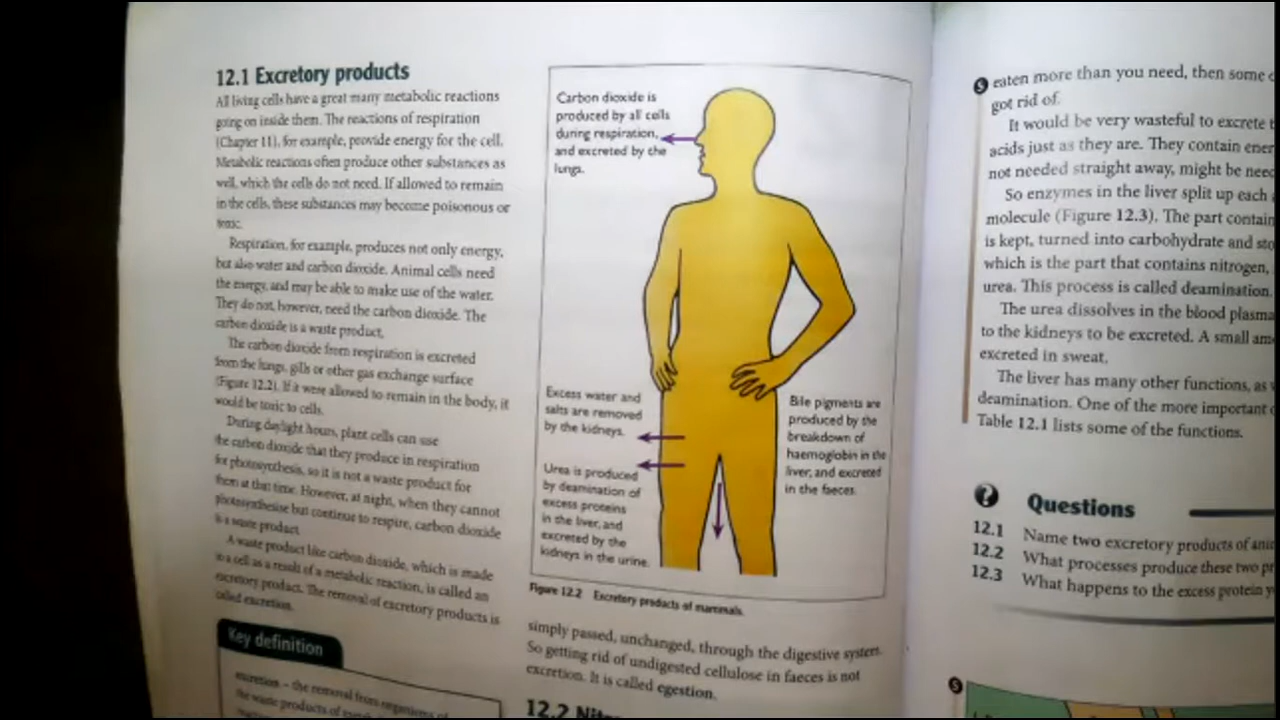 12.1 Excretory products
All living cells have a great many metabolic reactions
going on inside them. The reactions of respiration
(Chapter 11), for example, provide energy for the cell.
Metabolic reactions often produce other substances as
well, which the cells do not need. If allowed to remain
in the cells, these substances may become poisonous or
toxic.
Respiration, for example, produces not only energy,
but also water and carbon dioxide. Animal cells need
the energy, and may be able to make use of the water.
They do not, however, need the carbon dioxide. The
carbon dioxide is a waste product.
The carbon dioxide from respiration is excreted
from the lungs, gills or other gas exchange surface
(Figure 12.2). If it were allowed to remain in the body, it
would be toxic to cells.
During daylight hours, plant cells can use
the carbon dioxide that they produce in respiration
for photosynthesis, so it is not a waste product for
them at that time. However, at night, when they cannot
photosynthesise but continue to respire, carbon dioxide
is a waste product.
A waste product like carbon dioxide, which is made
in a cell as a result of a metabolic reaction, is called an
excretory product. The removal of excretory products is
called excretion.
Key definition
excretion – the removal from organisms of
the waste products of
Carbon dioxide is
produced by all cells
during respiration,
and excreted by the
lungs.
Excess water and
salts are removed
by the kidneys.
Urea is produced
by deamination of
excess proteins
in the liver, and
excreted by the
kidneys in the urine.
Bile pigments are
produced by the
breakdown of
haemoglobin in the
liver, and excreted
in the faeces.
Figure 12.2 Excretory products of mammals.
simply passed, unchanged, through the digestive system.
So getting rid of undigested cellulose in faeces is not
excretion. It is called egestion.
12.2
S eaten more than you need, then some
got rid of.
It would be very wasteful to excrete
acids just as they are. They contain
not needed straight away, might be
So enzymes in the liver split up each
molecule (Figure 12.3). The part
is kept, turned into carbohydrate and
which is the part that contains nitrogen,
urea. This process is called deamination.
The urea dissolves in the blood plasma
to the kidneys to be excreted. A small
excreted in sweat.
The liver has many other functions, as
deamination. One of the more important
Table 12.1 lists some of the functions.
? Questions
12.1 Name two excretory products of
12.2 What processes produce these two
12.3 What happens to the excess protein
S